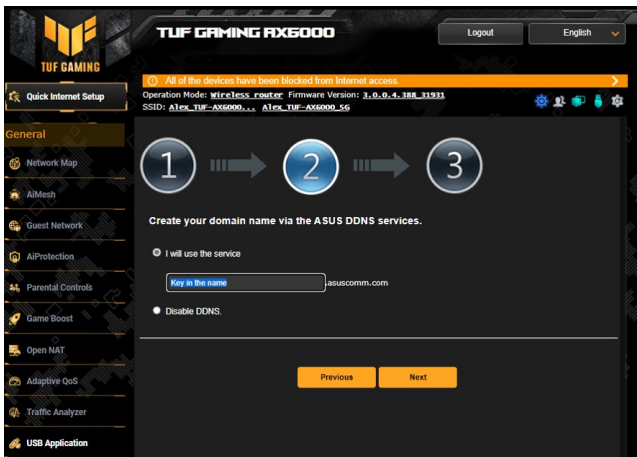 TUF GAMING
TUF GAMING AX6000
Logout
English
All of the devices have been blocked from Internet access.
Quick Internet Setup
Operation Mode: Wireless router Firmware Version: 3.0.0.4.388_31931
SSID: Alex_TUF-AX6000... Alex_TUF-AX6000_5G
General
Network Map
AiMesh
Guest Network
AiProtection
Parental Controls
Game Boost
Open NAT
Adaptive QoS
Traffic Analyzer
USB Application
1
2
3
Create your domain name via the ASUS DDNS services.
I will use the service
Key in the name .asuscomm.com
Disable DDNS.
Previous Next